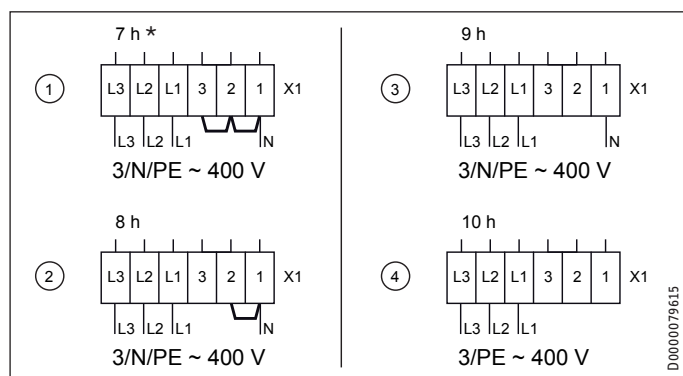 7 h *
1
L3 L2 L1 3 2 1 X1
L3 L2 L1 N
3/N/PE ~ 400 V
8 h
2
L3 L2 L1 3 2 1 X1
L3 L2 L1 N
3/N/PE ~ 400 V
9 h
3
L3 L2 L1 3 2 1 X1
L3 L2 L1 N
3/N/PE ~ 400 V
10 h
4
L3 L2 L1 3 2 1 X1
L3 L2 L1
3/PE ~ 400 V
D0000079615